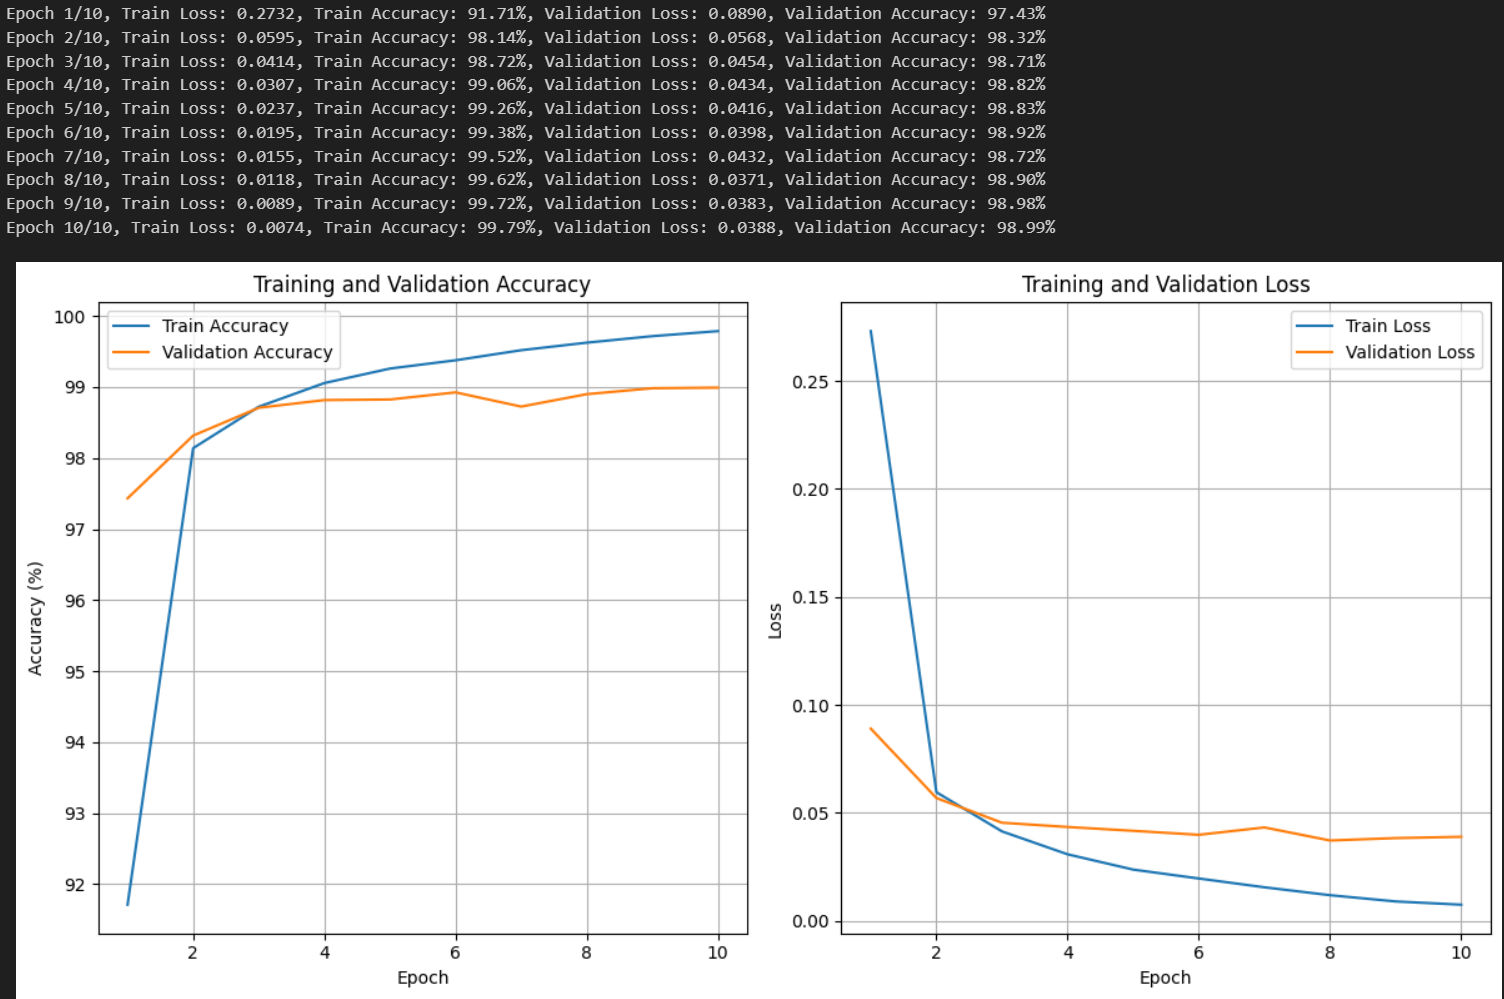 Epoch 1/10, Train Loss: 0.2732, Train Accuracy: 91.71%, Validation Loss: 0.0890, Validation Accuracy: 97.43%
Epoch 2/10, Train Loss: 0.0595, Train Accuracy: 98.14%, Validation Loss: 0.0568, Validation Accuracy: 98.32%
Epoch 3/10, Train Loss: 0.0414, Train Accuracy: 98.72%, Validation Loss: 0.0454, Validation Accuracy: 98.71%
Epoch 4/10, Train Loss: 0.0307, Train Accuracy: 99.06%, Validation Loss: 0.0434, Validation Accuracy: 98.82%
Epoch 5/10, Train Loss: 0.0237, Train Accuracy: 99.26%, Validation Loss: 0.0416, Validation Accuracy: 98.83%
Epoch 6/10, Train Loss: 0.0195, Train Accuracy: 99.38%, Validation Loss: 0.0398, Validation Accuracy: 98.92%
Epoch 7/10, Train Loss: 0.0155, Train Accuracy: 99.52%, Validation Loss: 0.0432, Validation Accuracy: 98.72%
Epoch 8/10, Train Loss: 0.0118, Train Accuracy: 99.62%, Validation Loss: 0.0371, Validation Accuracy: 98.90%
Epoch 9/10, Train Loss: 0.0089, Train Accuracy: 99.72%, Validation Loss: 0.0383, Validation Accuracy: 98.98%
Epoch 10/10, Train Loss: 0.0074, Train Accuracy: 99.79%, Validation Loss: 0.0388, Validation Accuracy: 98.99%
Training and Validation Accuracy
Train Accuracy
Validation Accuracy
100
99
98
97
96
95
94
93
92
Accuracy (%)
2 4 6 8 10
Epoch
Training and Validation Loss
Train Loss
Validation Loss
0.25
0.20
0.15
0.10
0.05
0.00
Loss
2 4 6 8 10
Epoch